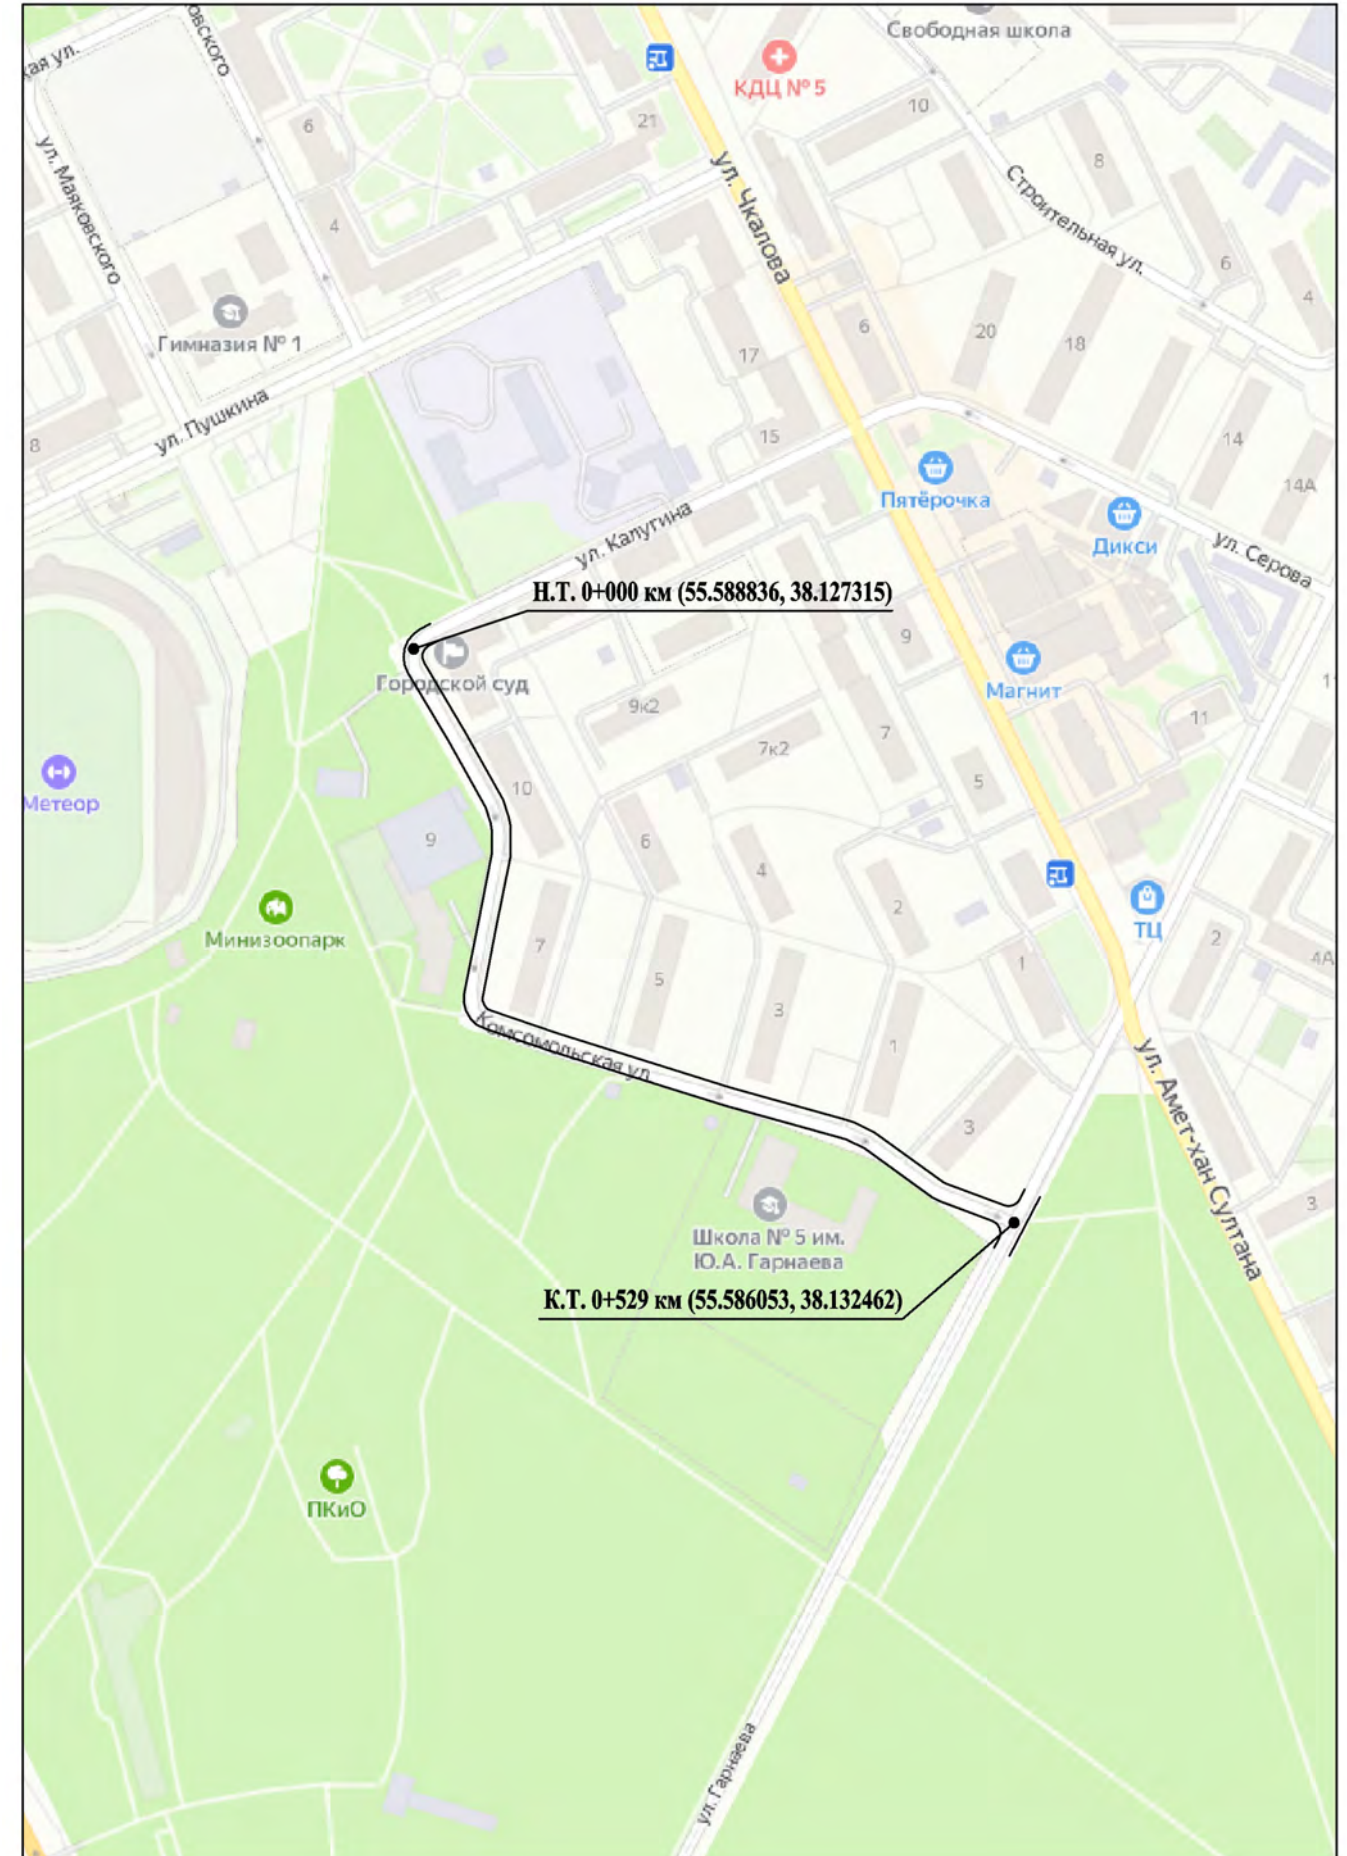 Свободная школа
КДЦ № 5
ул. Маяковского
6
21
10
8
ул. Чкалова
Строительная ул.
4
6
4
Гимназия № 1
6
20
18
17
ул. Пушкина
8
15
14
14А
Пятёрочка
Дикси
ул. Калугина
ул. Серова
Н.Т. 0+000 км (55.588836, 38.127315)
9
Городской суд
Магнит
9к2
7к2
7
11
5
Метеор
10
9
6
4
2
ТЦ
Минизоопарк
7
5
1
2
4А
3
Комсомольская ул
1
3
ул. Амет-хан Султана
3
Школа № 5 им.
Ю.А. Гарнаева
К.Т. 0+529 км (55.586053, 38.132462)
ПКиО
ул. Гарнаева